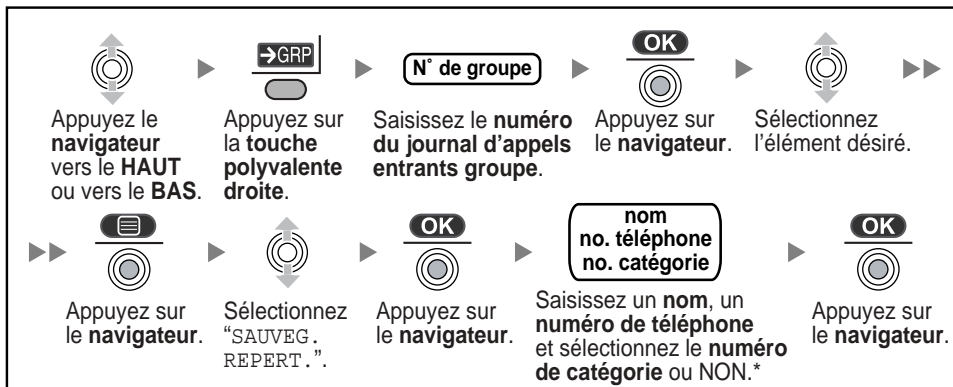 →GRP
N° de groupe
OK
Appuyez le
navigateur
vers le HAUT
ou vers le BAS.
Appuyez sur
la touche
polyvalente
droite.
Saisissez le numéro
du journal d'appels
entrants groupe.
Appuyez sur
le navigateur.
Sélectionnez
l'élément désiré.
OK
nom
no. téléphone
no. catégorie
OK
Appuyez sur
le navigateur.
Sélectionnez
“SAUVEG.
REPERT.”.
Appuyez sur
le navigateur.
Saisissez un nom, un
numéro de téléphone
et sélectionnez le numéro
de catégorie ou NON.*
Appuyez sur
le navigateur.